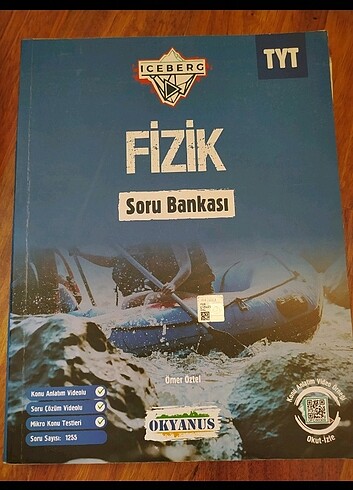 ICEBERG
TYT
FİZİK
Soru Bankası
Ömer Öztel
Konu Anlatım Videolu
Soru Çözüm Videolu
Mikro Konu Testleri
Soru Sayısı: 1255
OKYANUS
Okut-İzle